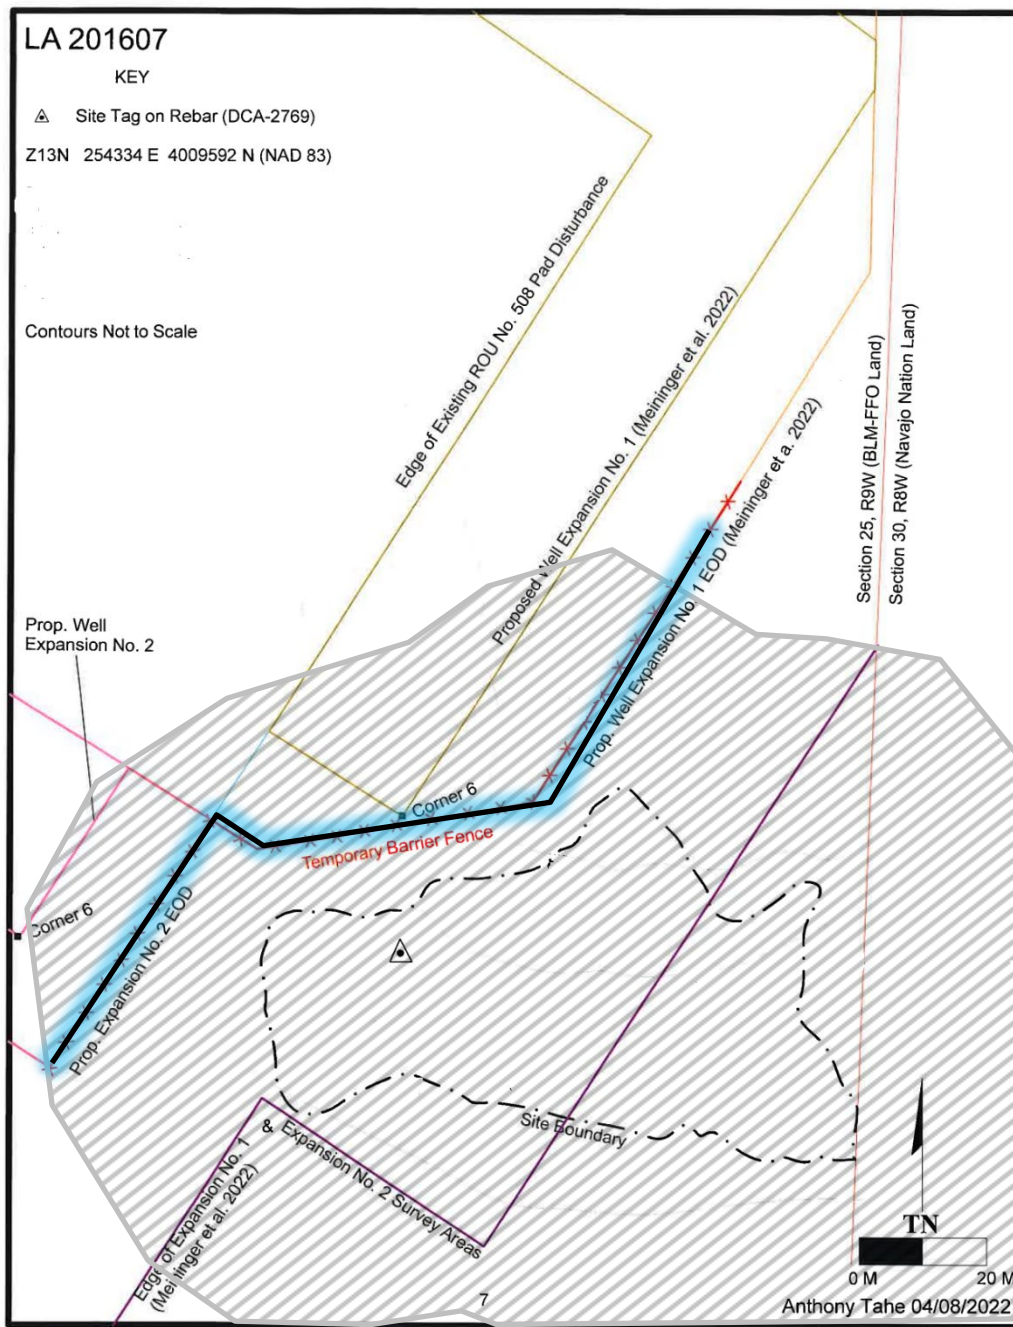 LA 201607
KEY
Site Tag on Rebar (DCA-2769)
Z13N 254334 E 4009592 N (NAD 83)
Contours Not to Scale
Edge of Existing ROU No. 508 Pad Disturbance
Proposed Well Expansion No. 1 (Meininger et al. 2022)
Prop. Well Expansion No. 1 EOD (Meininger et a. 2022)
Section 25, R9W (BLM-FFO Land)
Section 30, R8W (Navajo Nation Land)
Prop. Well
Expansion No. 2
Corner 6
Temporary Barrier Fence
Corner 6
Prop. Expansion No. 2 EOD
Site Boundary
Edge of Expansion No. 1
(Meininger et al. 2022)
& Expansion No. 2 Survey Areas
TN
0 M 20 M
7
Anthony Tahe 04/08/2022